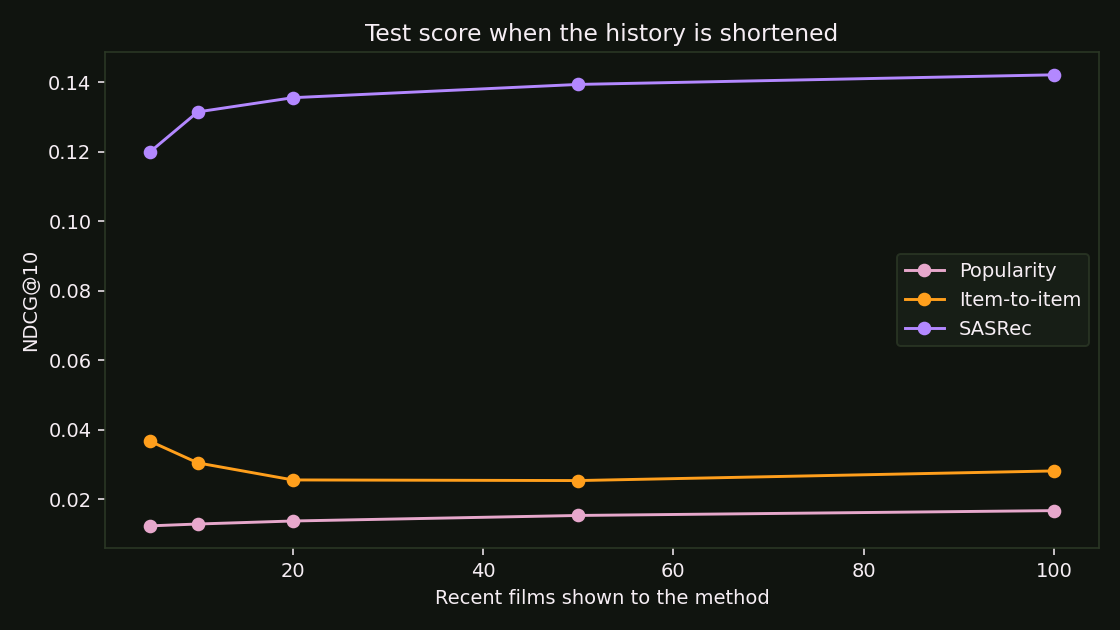 Test score when the history is shortened
NDCG@10
0.14
0.12
0.10
0.08
0.06
0.04
0.02
Popularity
Item-to-item
SASRec
20 40 60 80 100
Recent films shown to the method